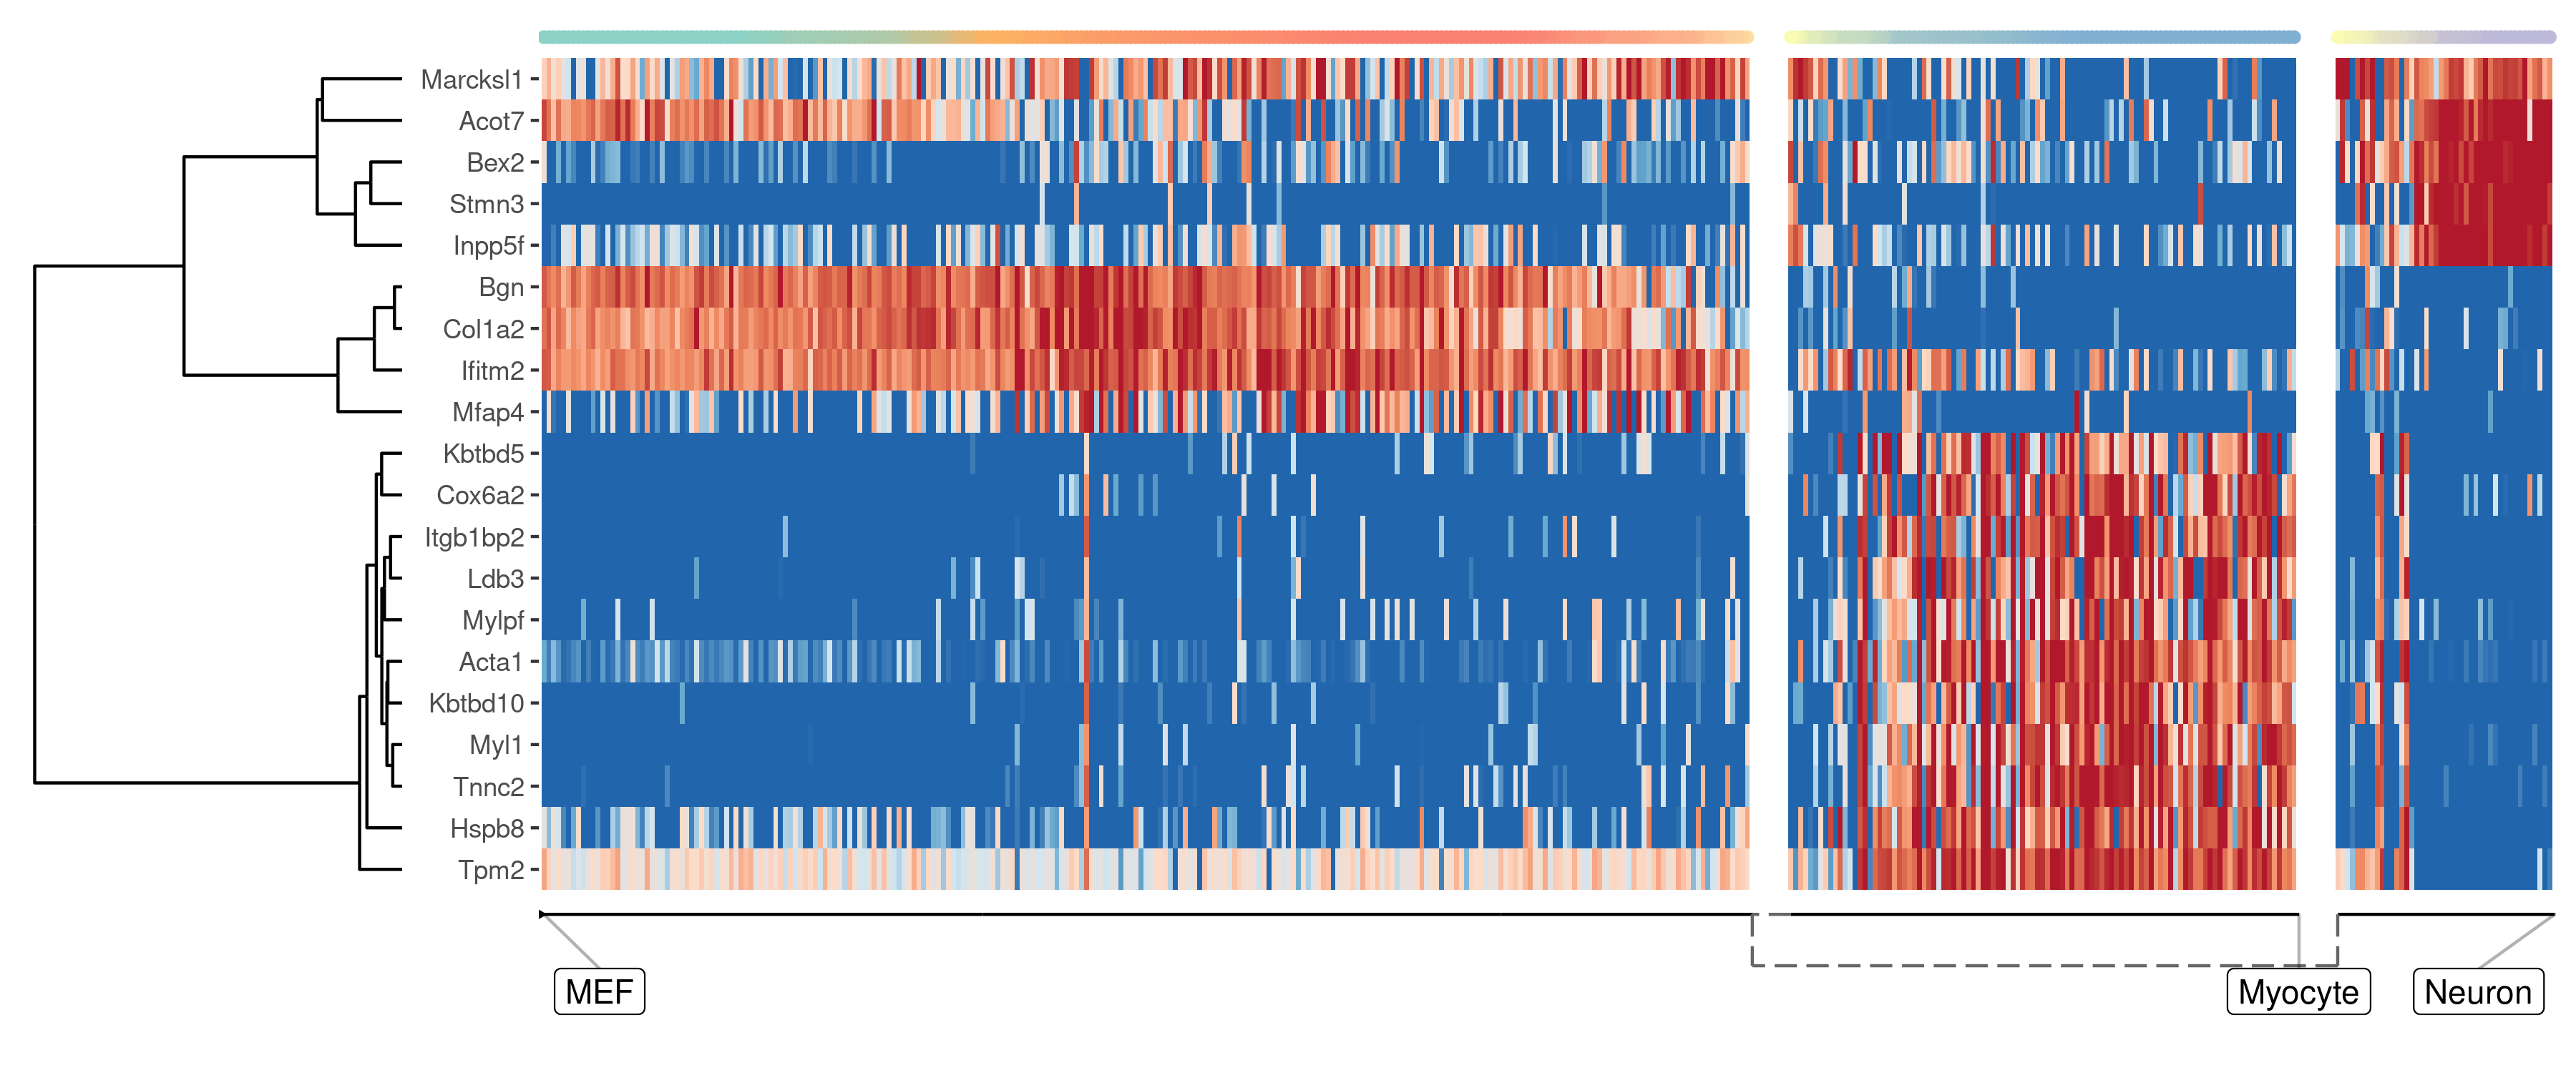 Marcksl1
Acot7
Bex2
Stmn3
Inpp5f
Bgn
Col1a2
Ifitm2
Mfap4
Kbtbd5
Cox6a2
Itgb1bp2
Ldb3
Mylpf
Acta1
Kbtbd10
Myl1
Tnnc2
Hspb8
Tpm2
MEF
Myocyte
Neuron